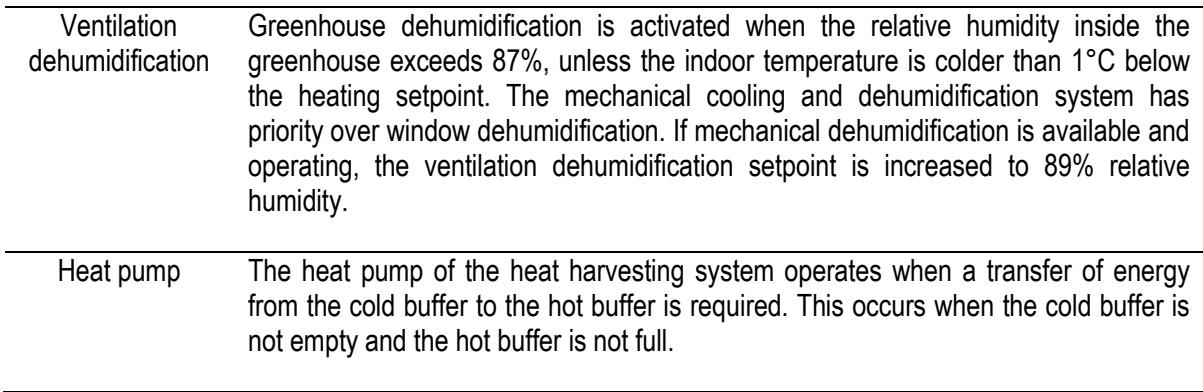 Ventilation
dehumidification
Greenhouse dehumidification is activated when the relative humidity inside the
greenhouse exceeds 87%, unless the indoor temperature is colder than 1°C below
the heating setpoint. The mechanical cooling and dehumidification system has
priority over window dehumidification. If mechanical dehumidification is available and
operating, the ventilation dehumidification setpoint is increased to 89% relative
humidity.
Heat pump
The heat pump of the heat harvesting system operates when a transfer of energy
from the cold buffer to the hot buffer is required. This occurs when the cold buffer is
not empty and the hot buffer is not full.